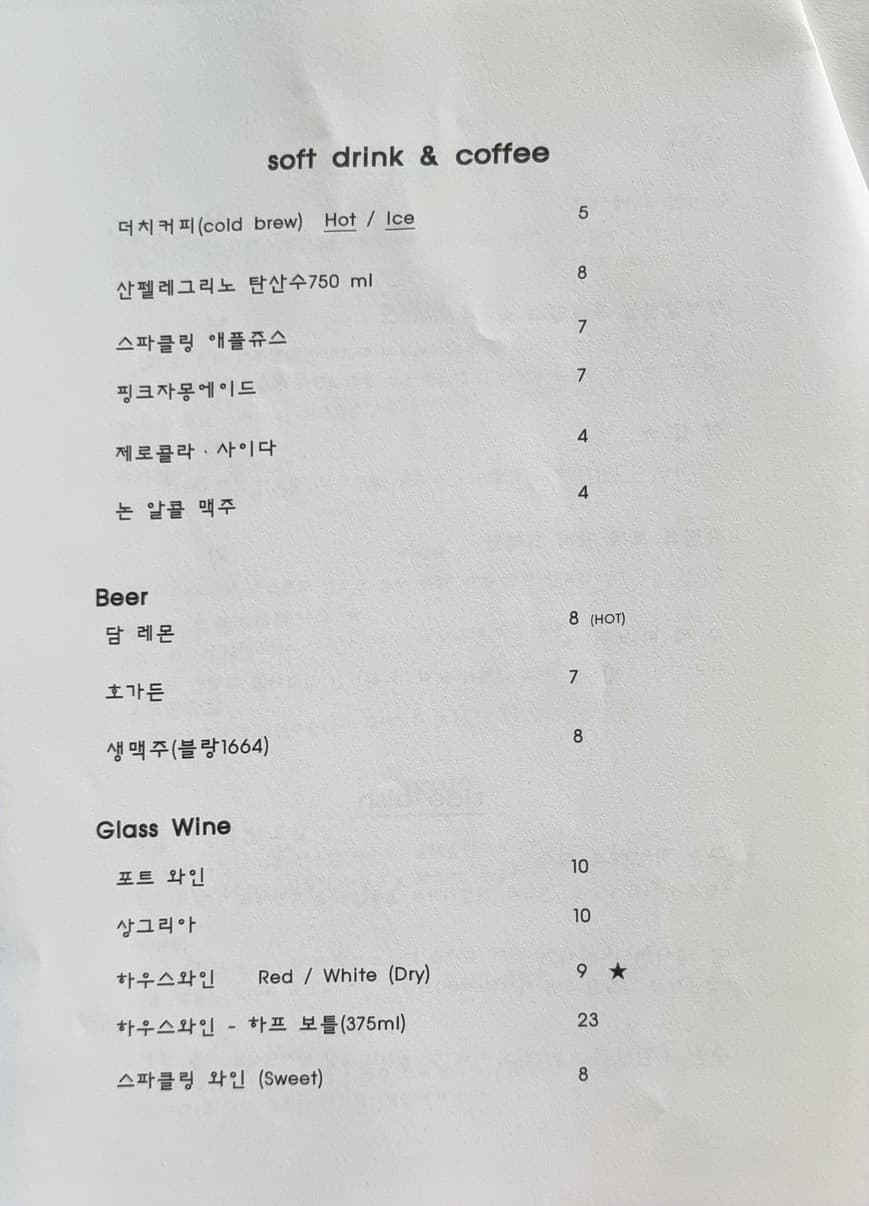 soft drink & coffee
더치커피(cold brew) Hot / Ice 5
산펠레그리노 탄산수750 ml 8
스파클링 애플쥬스 7
핑크자몽에이드 7
제로콜라 · 사이다 4
논 알콜 맥주 4
Beer
담 레몬 8 (HOT)
호가든 7
생맥주(블랑1664) 8
Glass Wine
포트 와인 10
상그리아 10
하우스와인 Red / White (Dry) 9 ★
하우스와인 - 하프 보틀(375ml) 23
스파클링 와인 (Sweet) 8